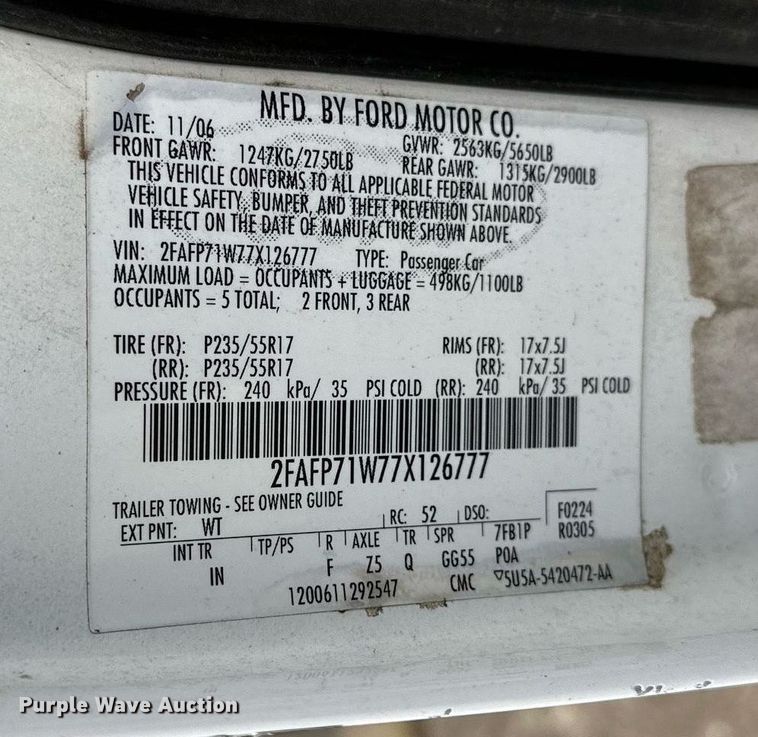 MFD. BY FORD MOTOR CO.
DATE: 11/06 GVWR: 2563KG/5650LB
FRONT GAWR: 1247KG/2750LB REAR GAWR: 1315KG/2900LB
THIS VEHICLE CONFORMS TO ALL APPLICABLE FEDERAL MOTOR
VEHICLE SAFETY, BUMPER, AND THEFT PREVENTION STANDARDS
IN EFFECT ON THE DATE OF MANUFACTURE SHOWN ABOVE.
VIN: 2FAFP71W77X126777 TYPE: Passenger Car
MAXIMUM LOAD = OCCUPANTS + LUGGAGE = 498KG/1100LB
OCCUPANTS = 5 TOTAL; 2 FRONT, 3 REAR
TIRE (FR): P235/55R17 RIMS (FR): 17x7.5J
(RR): P235/55R17 (RR): 17x7.5J
PRESSURE (FR): 240 kPa/ 35 PSI COLD (RR): 240 kPa/ 35 PSI COLD
2FAFP71W77X126777
TRAILER TOWING - SEE OWNER GUIDE
EXT PNT: WT RC: 52 DSO: F0224
INT TR TP/PS R AXLE TR SPR 7FB1P R0305
IN F Z5 Q GG55 POA
1200611292547 CMC 5U5A-5420472-AA
Purple Wave Auction